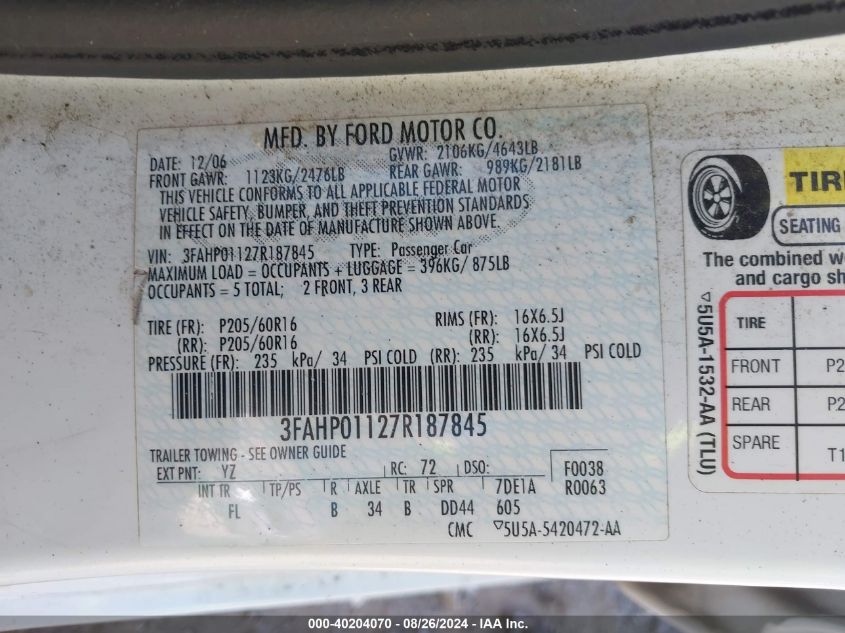 MFD. BY FORD MOTOR CO.
DATE: 12/06 GVWR: 2106KG/4643LB
FRONT GAWR: 1123KG/2476LB REAR GAWR: 989KG/2181LB
THIS VEHICLE CONFORMS TO ALL APPLICABLE FEDERAL MOTOR
VEHICLE SAFETY, BUMPER, AND THEFT PREVENTION STANDARDS
IN EFFECT ON THE DATE OF MANUFACTURE SHOWN ABOVE.
VIN: 3FAHP01127R187845 TYPE: Passenger Car
MAXIMUM LOAD = OCCUPANTS + LUGGAGE = 396KG/ 875LB
OCCUPANTS = 5 TOTAL; 2 FRONT, 3 REAR
TIRE (FR): P205/60R16 RIMS (FR): 16X6.5J
(RR): P205/60R16 (RR): 16X6.5J
PRESSURE (FR): 235 kPa/ 34 PSI COLD (RR): 235 kPa/ 34 PSI COLD
3FAHP01127R187845
TRAILER TOWING - SEE OWNER GUIDE
EXT PNT: YZ RC: 72 DSO: F0038
INT TR TP/PS R AXLE TR SPR 7DE1A R0063
FL B 34 B DD44 605
CMC ▽5U5A-5420472-AA
TIR
SEATING
The combined w
and cargo sh
TIRE
FRONT P2
REAR P2
SPARE T1
▽5U5A-1532-AA (TLU)
000-40204070 - 08/26/2024 - IAA Inc.